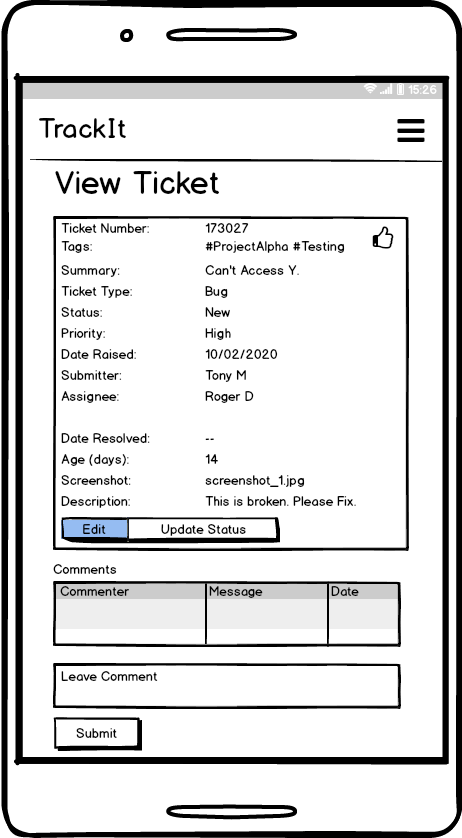 15:26
TrackIt
View Ticket
Ticket Number: 173027
Tags: #ProjectAlpha #Testing
Summary: Can't Access Y.
Ticket Type: Bug
Status: New
Priority: High
Date Raised: 10/02/2020
Submitter: Tony M
Assignee: Roger D
Date Resolved: --
Age (days): 14
Screenshot: screenshot_1.jpg
Description: This is broken. Please Fix.
Edit Update Status
Comments
Commenter Message Date
Leave Comment
Submit